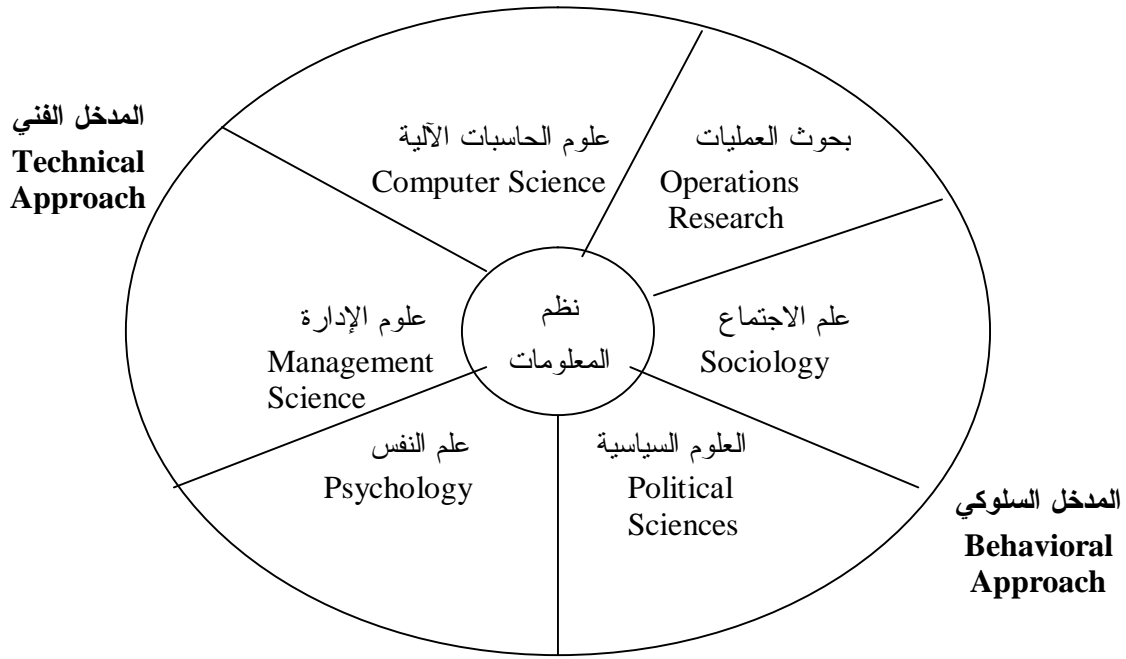 المدخل الفني
Technical
Approach
علوم الحاسبات الآلية
Computer Science
بحوث العمليات
Operations
Research
علوم الإدارة
Management
Science
نظم
المعلومات
علم الاجتماع
Sociology
علم النفس
Psychology
العلوم السياسية
Political
Sciences
المدخل السلوكي
Behavioral
Approach